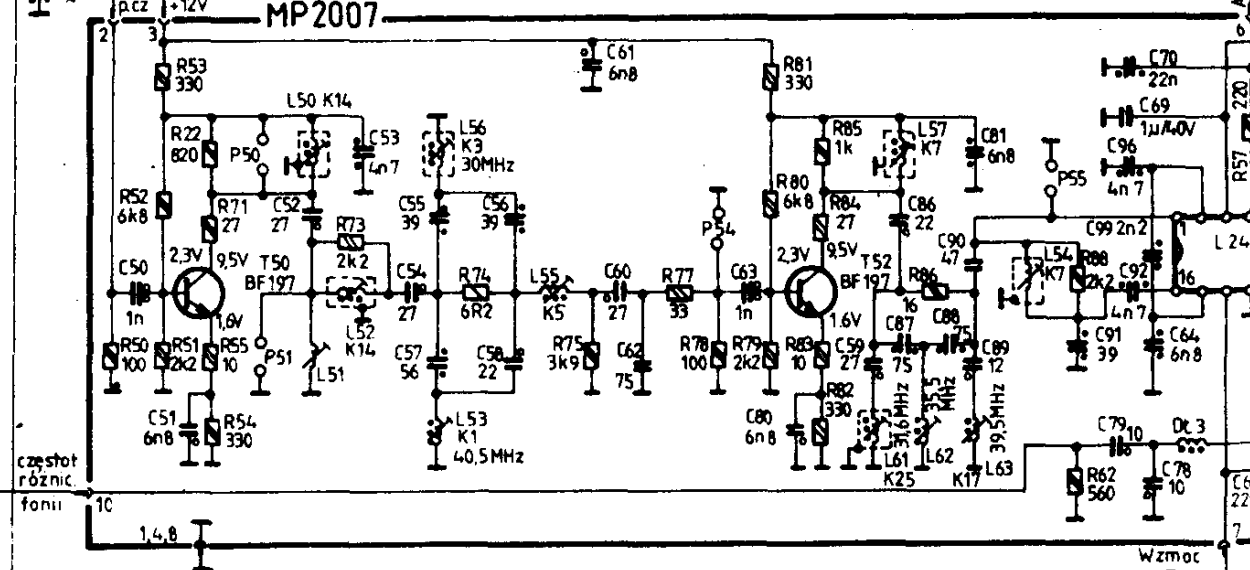 p.cz
+12V
MP2007
2
3
6
R53
330
C61
6n8
R81
330
C70
22n
C69
1µ/40V
220
R57
L50 K14
R22
820
P50
C53
4n7
L56
K3
30MHz
R85
1k
L57
K7
C81
6n8
C96
4n7
P55
R52
6k8
R71
27
C52
27
R73
2k2
C55
39
C56
39
P54
R80
6k8
R84
27
C86
22
C90
47
C99 2n2
1
L24
2,3V
9,5V
T50
BF197
2,3V
9,5V
T52
BF197
L54
K7
R88
2k2
C92
4n7
16
C50
1n
C54
27
R74
6R2
L55
K5
C60
27
R77
33
C63
1n
R86
16
1,6V
L52
K14
1.6V
C87
75
C88
75
R50
100
R51
2k2
R55
10
P51
L51
C57
56
C58
22
R75
3k9
C62
75
R78
100
R79
2k2
R83
10
C59
27
C89
12
C91
39
C64
6n8
C51
6n8
R54
330
L53
K1
40,5MHz
C80
6n8
R82
330
31,6MHz
35,5
MHz
39,5MHz
L61
K25
L62
K17
L63
C79
10
Dł.3
R62
560
C78
10
częstot
różnic.
fonii
10
1,4,8
7
Wzmoc